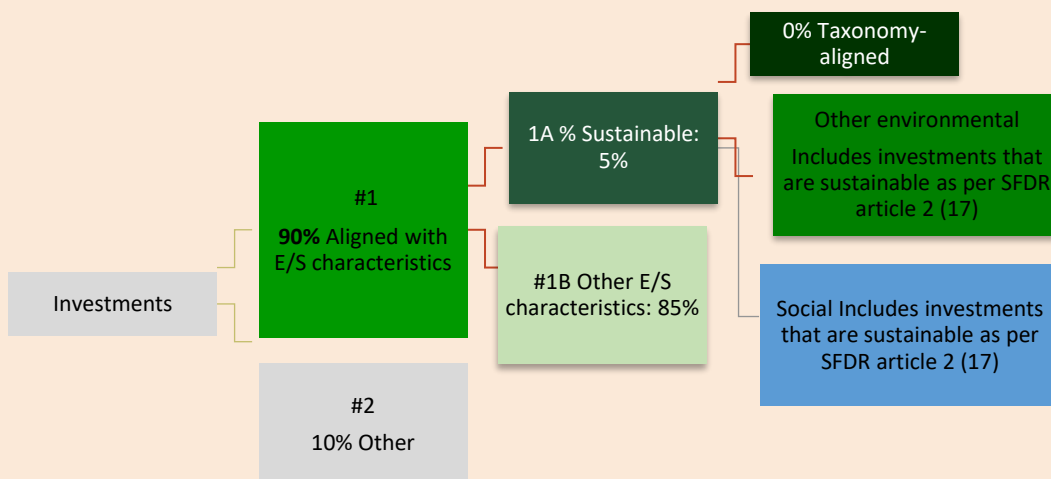 Investments
#1
90% Aligned with
E/S characteristics
#2
10% Other
1A % Sustainable:
5%
#1B Other E/S
characteristics: 85%
0% Taxonomy-
aligned
Other environmental
Includes investments that
are sustainable as per SFDR
article 2 (17)
Social Includes investments
that are sustainable as per
SFDR article 2 (17)